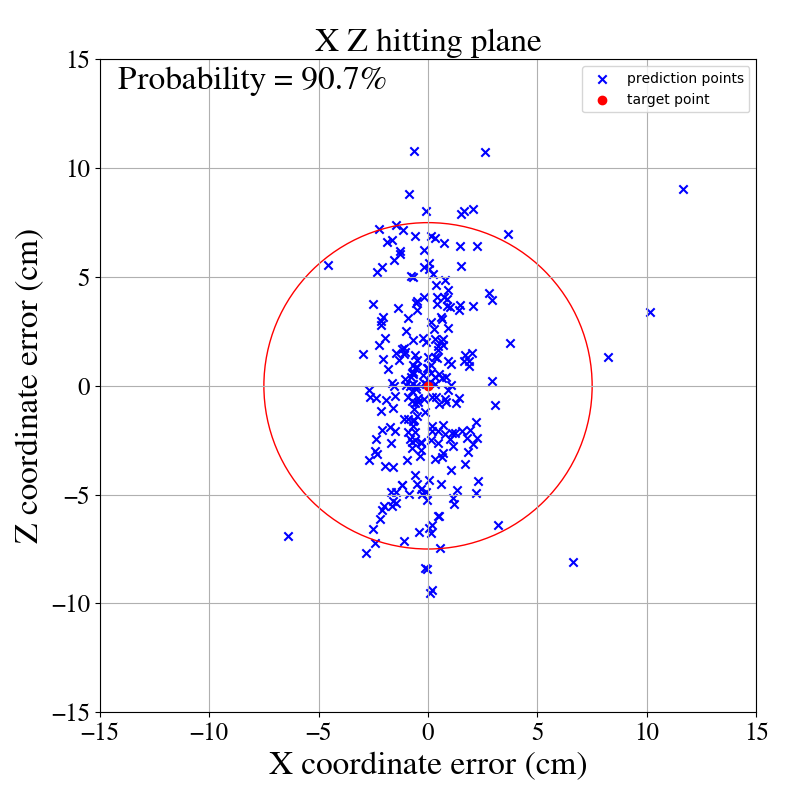 X Z hitting plane
Probability = 90.7%
prediction points
target point
Z coordinate error (cm)
15
10
5
0
−5
−10
−15
−15
−10
−5
0
5
10
15
X coordinate error (cm)